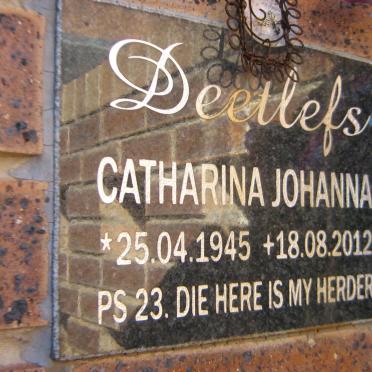 Deetlefs
CATHARINA JOHANNA
*25.04.1945 +18.08.2012
PS 23. DIE HERE IS MY HERDER